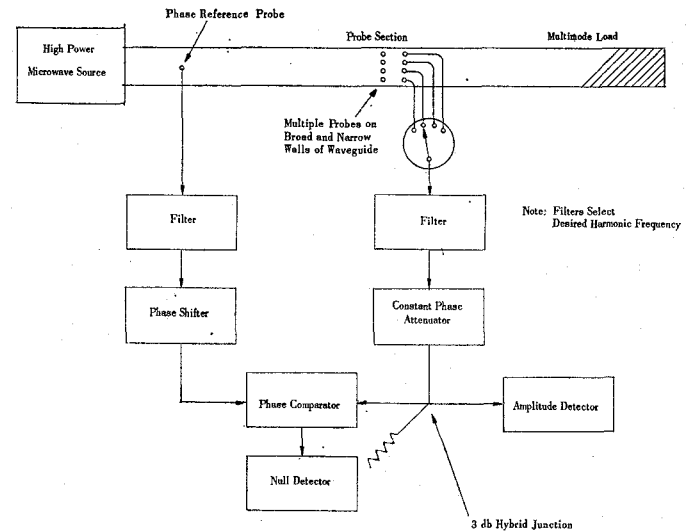 Phase Reference Probe
High Power
Microwave Source
Probe Section
Multimode Load
Multiple Probes on
Broad and Narrow
Walls of Waveguide
Filter
Filter
Note: Filters Select
Desired Harmonic Frequency
Phase Shifter
Constant Phase
Attenuator
Phase Comparator
Amplitude Detector
Null Detector
3 db Hybrid Junction